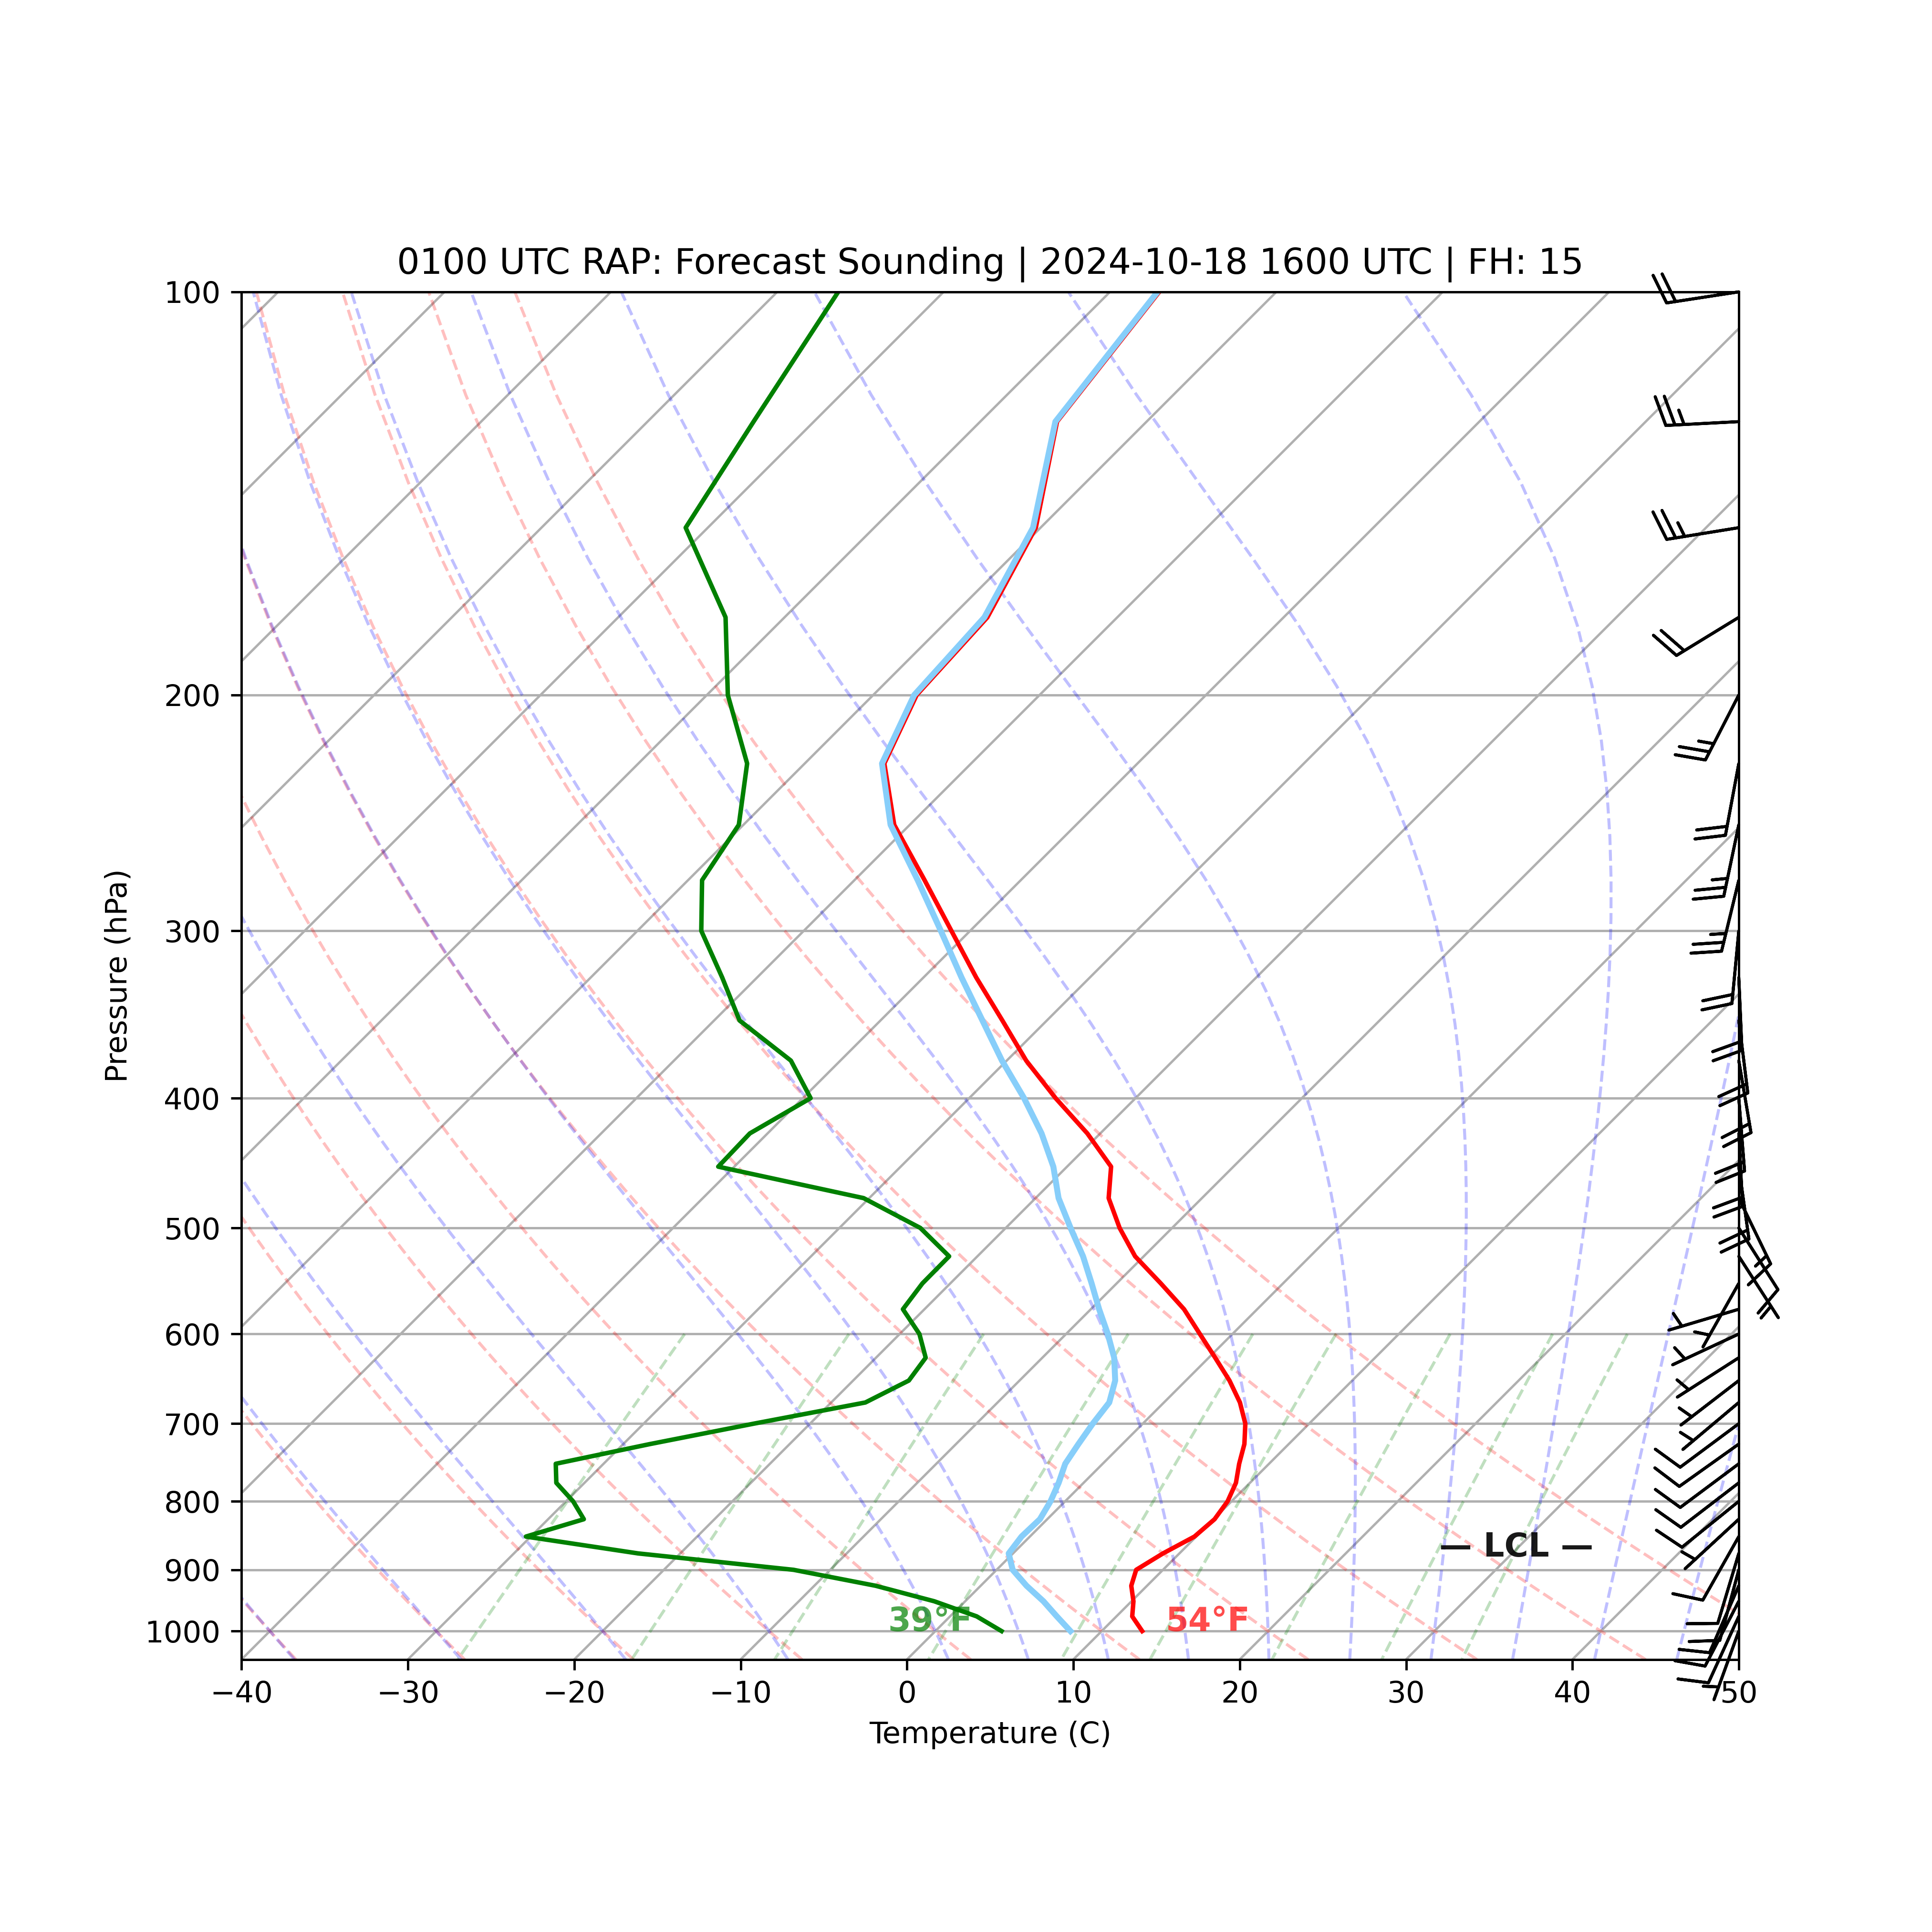 0100 UTC RAP: Forecast Sounding | 2024-10-18 1600 UTC | FH: 15
100
200
300
400
500
600
700
800
900
1000
Pressure (hPa)
— LCL —
39°F
54°F
−40 −30 −20 −10 0 10 20 30 40 50
Temperature (C)